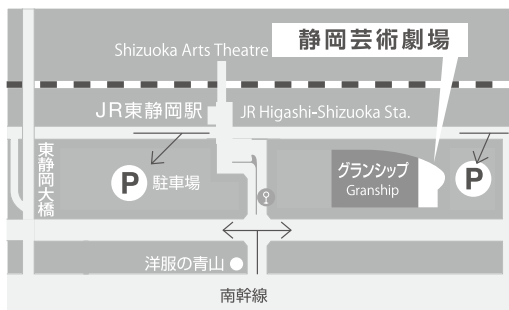 静岡芸術劇場
Shizuoka Arts Theatre
JR東静岡駅
JR Higashi-Shizuoka Sta.
東静岡大橋
P
駐車場
グランシップ
Granship
P
洋服の青山
南幹線